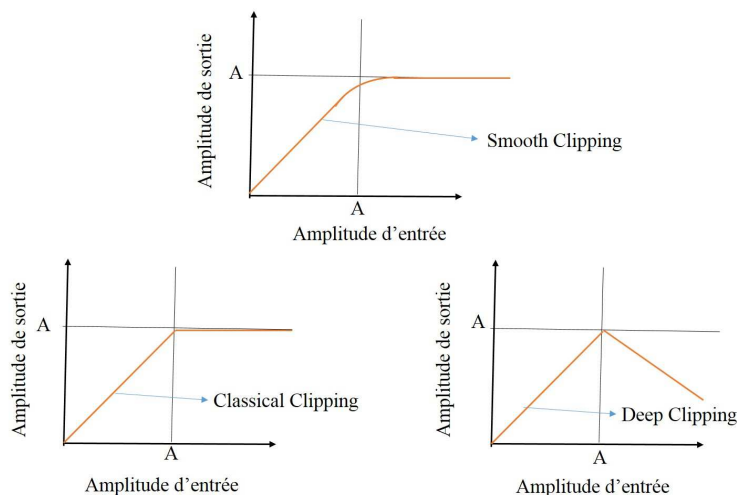 Amplitude de sortie
A
Smooth Clipping
A
Amplitude d’entrée
Amplitude de sortie
A
Classical Clipping
A
Amplitude d’entrée
Amplitude de sortie
A
Deep Clipping
A
Amplitude d’entrée